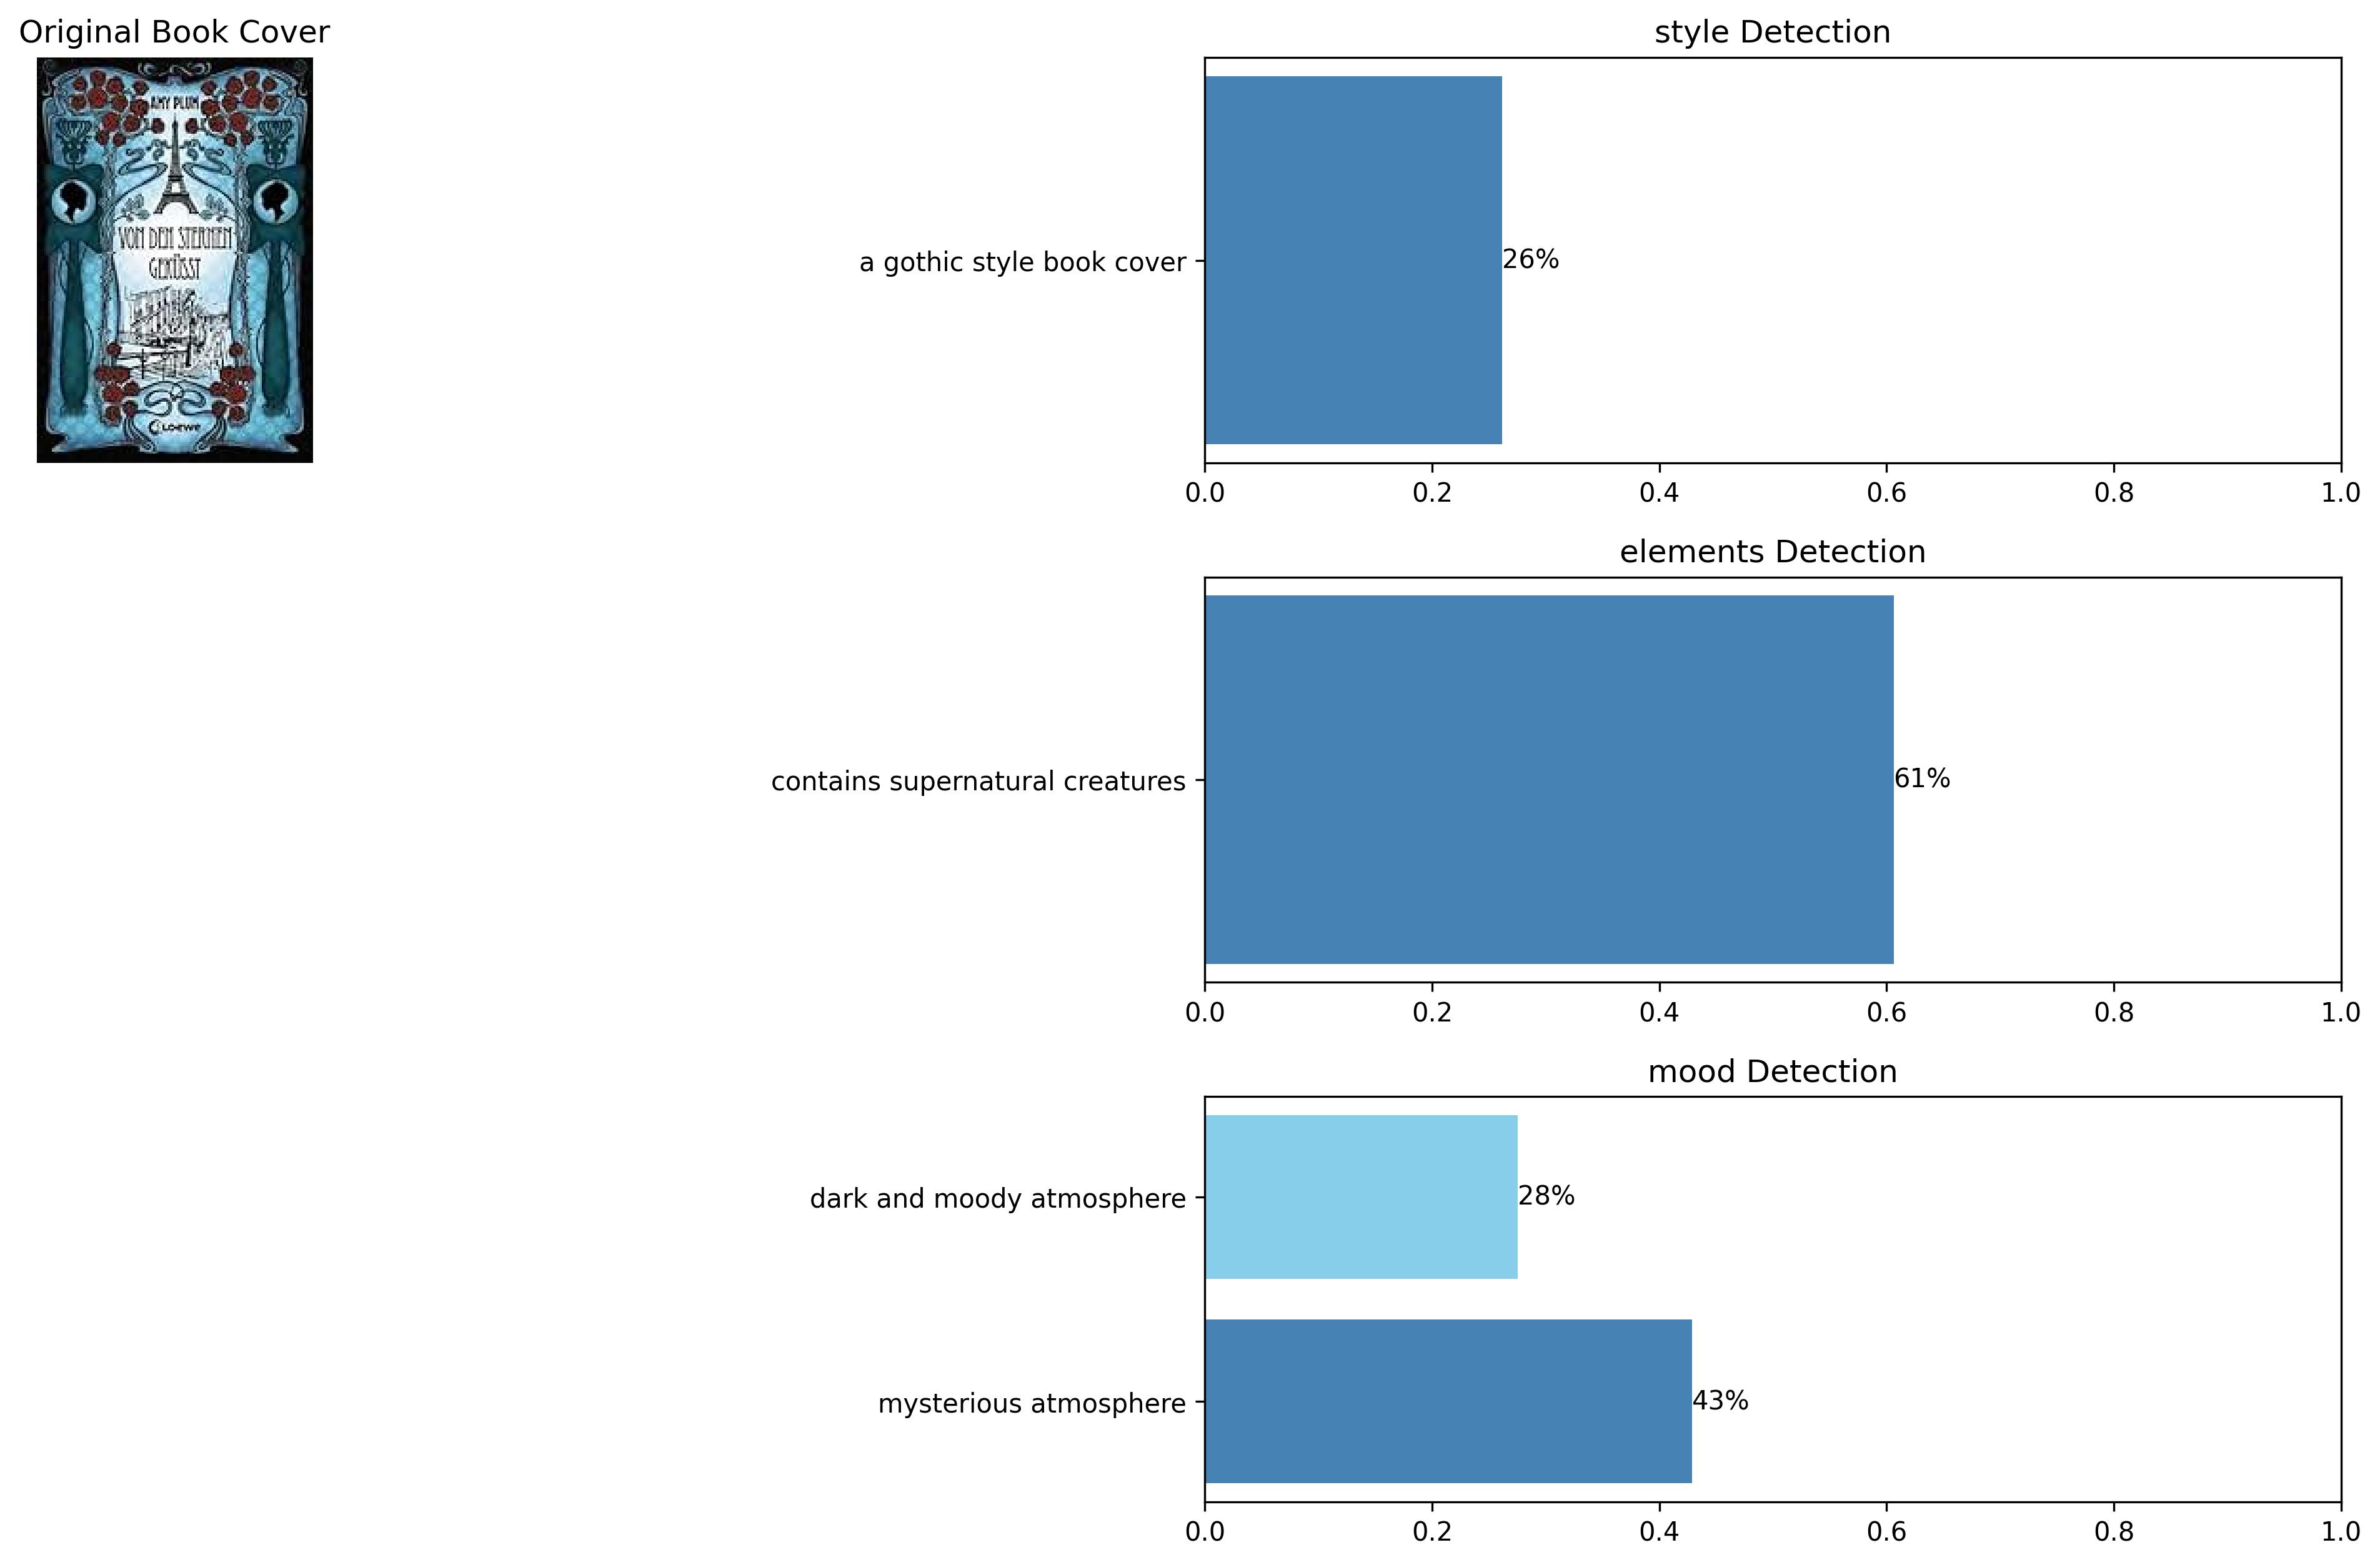 Original Book Cover
AMY PLUM
VON DEN STERNEN
GEKÜSST
Loewe
style Detection
a gothic style book cover
26%
0.0 0.2 0.4 0.6 0.8 1.0
elements Detection
contains supernatural creatures
61%
0.0 0.2 0.4 0.6 0.8 1.0
mood Detection
dark and moody atmosphere
28%
mysterious atmosphere
43%
0.0 0.2 0.4 0.6 0.8 1.0